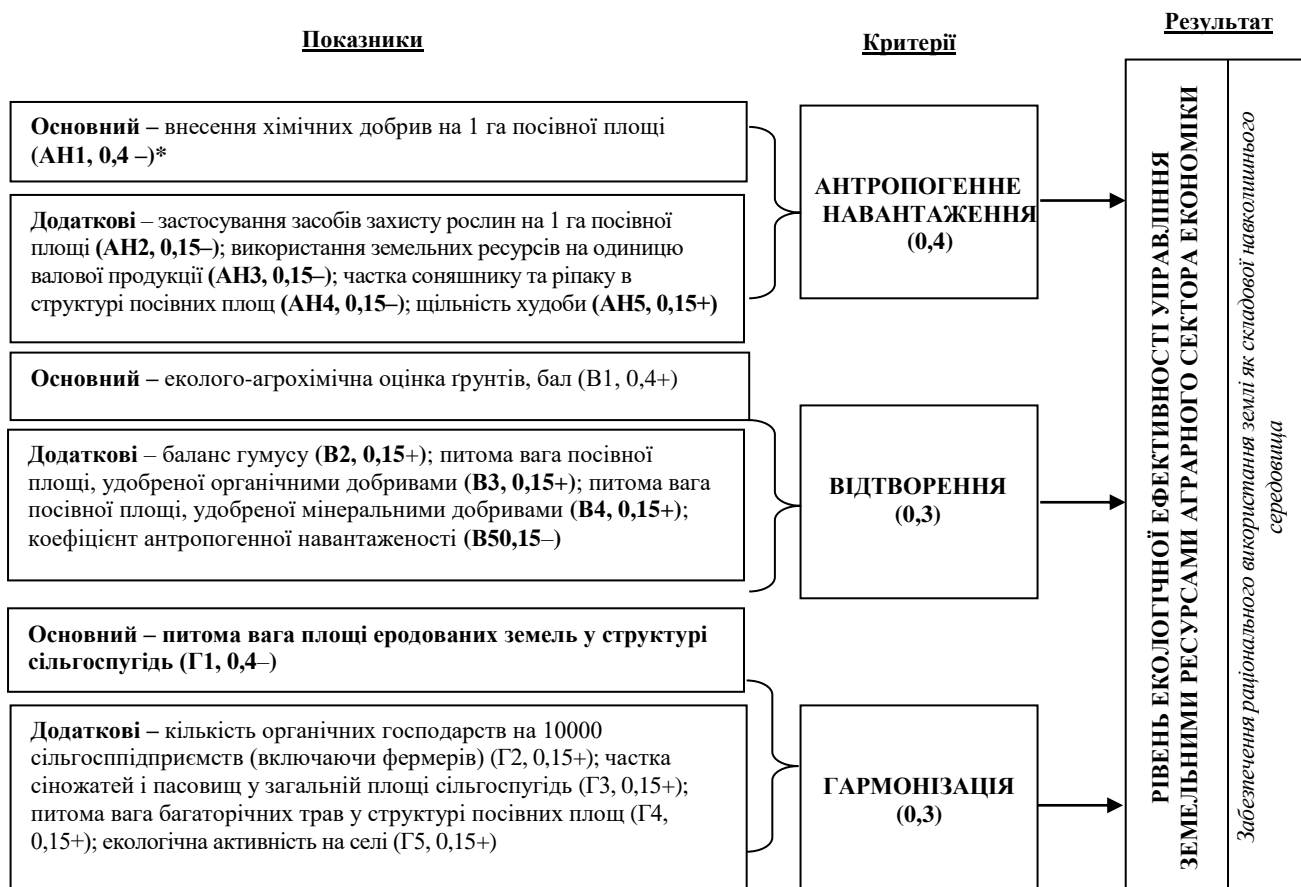 Показники
Критерії
Результат
Основний – внесення хімічних добрив на 1 га посівної площі
(АН1, 0,4 –)*
Додаткові – застосування засобів захисту рослин на 1 га посівної
площі (АН2, 0,15–); використання земельних ресурсів на одиницю
валової продукції (АН3, 0,15–); частка соняшнику та ріпаку в
структурі посівних площ (АН4, 0,15–); щільність худоби (АН5, 0,15+)
АНТРОПОГЕННЕ
НАВАНТАЖЕННЯ
(0,4)
Основний – еколого-агрохімічна оцінка ґрунтів, бал (В1, 0,4+)
Додаткові – баланс гумусу (В2, 0,15+); питома вага посівної
площі, удобреної органічними добривами (В3, 0,15+); питома вага
посівної площі, удобреної мінеральними добривами (В4, 0,15+);
коефіцієнт антропогенної навантаженості (В50,15–)
ВІДТВОРЕННЯ
(0,3)
Основний – питома вага площі еродованих земель у структурі
сільгоспугідь (Г1, 0,4–)
Додаткові – кількість органічних господарств на 10000
сільгосппідприємств (включаючи фермерів) (Г2, 0,15+); частка
сіножатей і пасовищ у загальній площі сільгоспугідь (Г3, 0,15+);
питома вага багаторічних трав у структурі посівних площ (Г4,
0,15+); екологічна активність на селі (Г5, 0,15+)
ГАРМОНІЗАЦІЯ
(0,3)
РІВЕНЬ ЕКОЛОГІЧНОЇ ЕФЕКТИВНОСТІ УПРАВЛІННЯ
ЗЕМЕЛЬНИМИ РЕСУРСАМИ АГРАРНОГО СЕКТОРА ЕКОНОМІКИ
Забезпечення раціонального використання землі як складової навколишнього
середовища